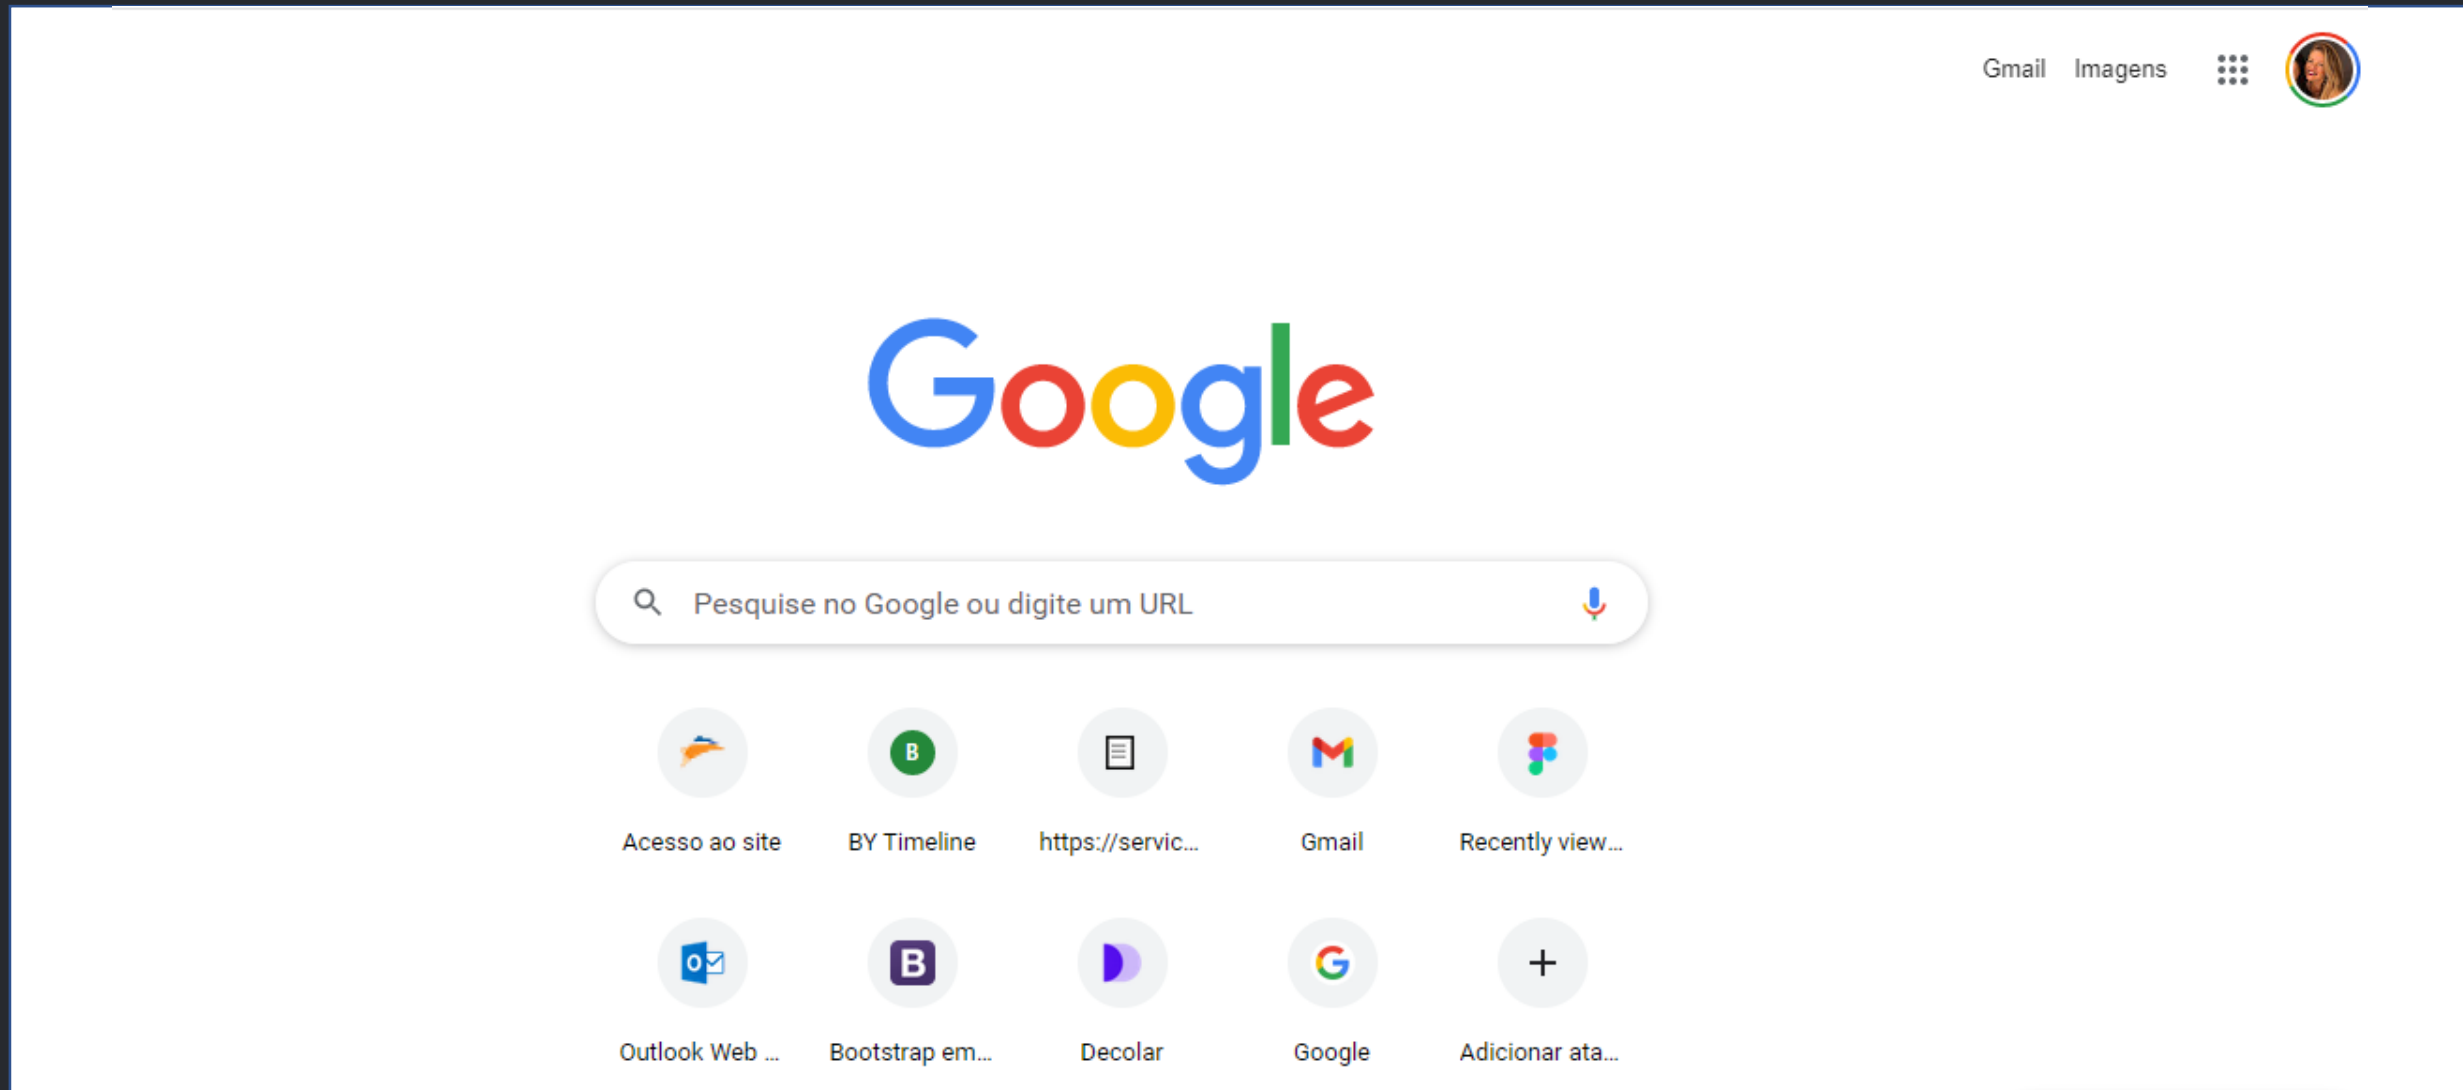 Gmail Imagens
Google
Pesquise no Google ou digite um URL
B
Acesso ao site BY Timeline https://servic... Gmail Recently view...
B
Outlook Web ... Bootstrap em... Decolar Google Adicionar ata...